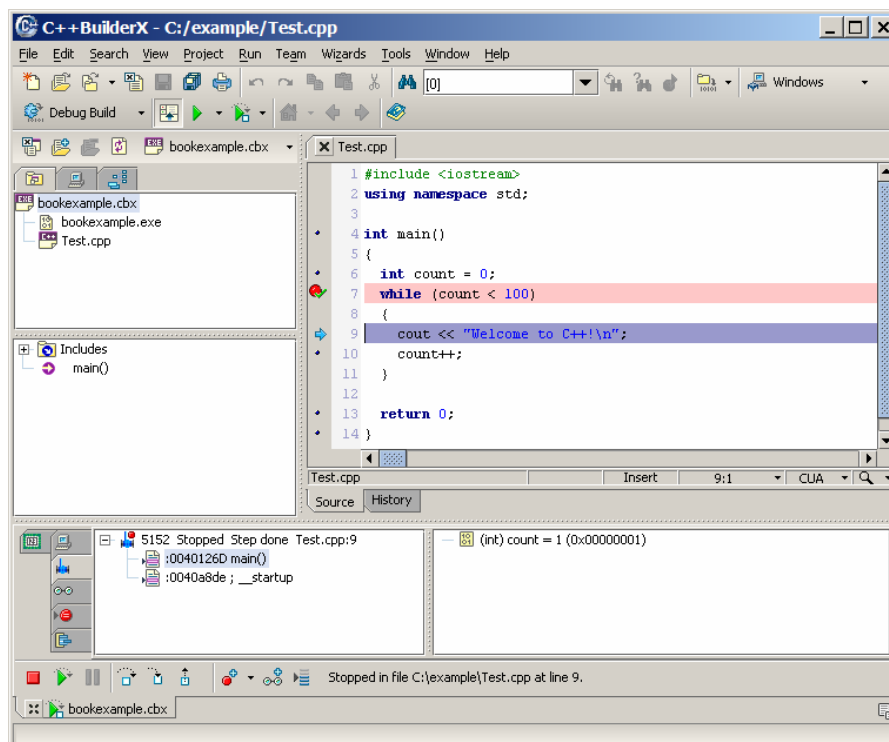 C++BuilderX - C:/example/Test.cpp
File Edit Search View Project Run Team Wizards Tools Window Help
[0] Windows
Debug Build
bookexample.cbx
Test.cpp
bookexample.cbx
bookexample.exe
Test.cpp
Includes
main()
1 #include <iostream>
2 using namespace std;
3
4 int main()
5 {
6 int count = 0;
7 while (count < 100)
8 {
9 cout << "Welcome to C++!\n";
10 count++;
11 }
12
13 return 0;
14 }
Test.cpp Insert 9:1 CUA
Source History
5152 Stopped Step done Test.cpp:9
:0040126D main()
:0040a8de ; __startup
(int) count = 1 (0x00000001)
Stopped in file C:\example\Test.cpp at line 9.
bookexample.cbx